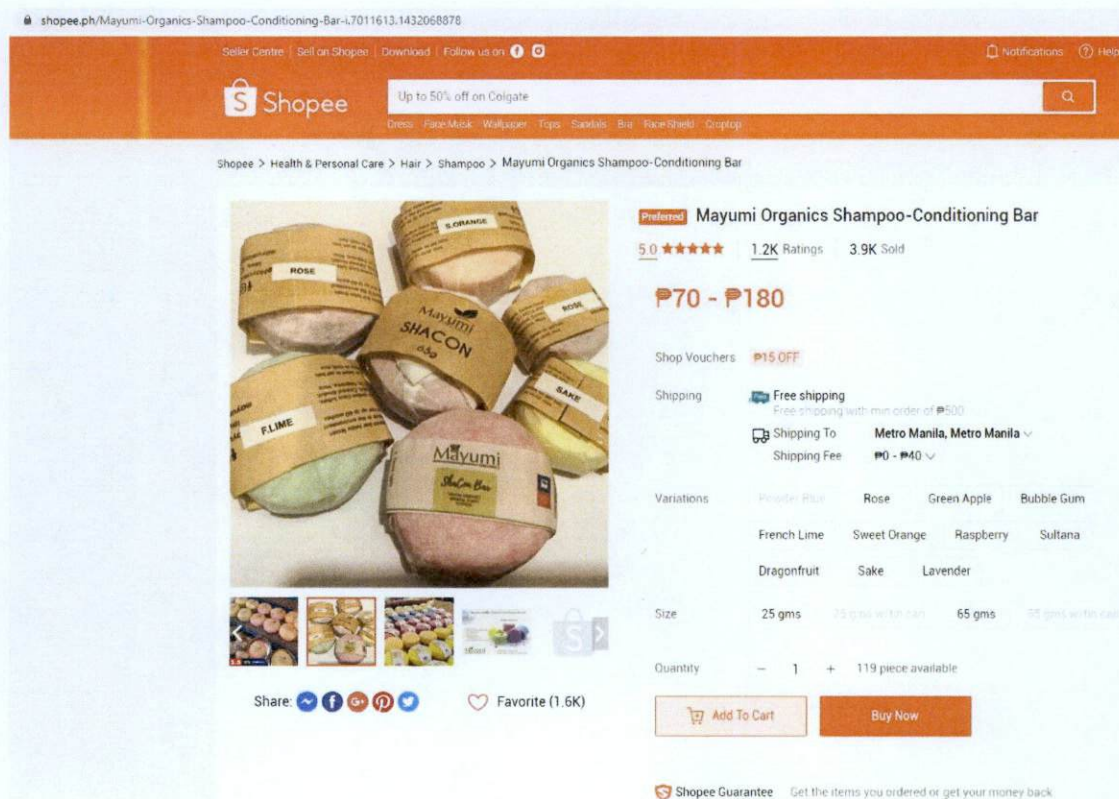 shopee.ph/Mayumi-Organics-Shampoo-Conditioning-Bar-i.7011613.1432068878
Seller Centre | Sell on Shopee | Download | Follow us on
Notifications Help
Shopee
Up to 50% off on Colgate
Dress Face Mask Wallpaper Tops Sandals Bra Face Shield Croptop
Shopee > Health & Personal Care > Hair > Shampoo > Mayumi Organics Shampoo-Conditioning Bar
S.ORANGE
ROSE
ROSE
Mayumi
SHACON
65g
SAKE
F.LIME
Mayumi
ShaCon Bar
Preferred Mayumi Organics Shampoo-Conditioning Bar
5.0 1.2K Ratings 3.9K Sold
₱70 - ₱180
Shop Vouchers ₱15 OFF
Shipping Free shipping
Free shipping with min order of ₱500
Shipping To Metro Manila, Metro Manila
Shipping Fee ₱0 - ₱40
Variations Powder Blue Rose Green Apple Bubble Gum
French Lime Sweet Orange Raspberry Sultana
Dragonfruit Sake Lavender
Size 25 gms 25 gms with can 65 gms
Quantity − 1 + 119 piece available
Share: Favorite (1.6K)
Add To Cart Buy Now
Shopee Guarantee Get the items you ordered or get your money back